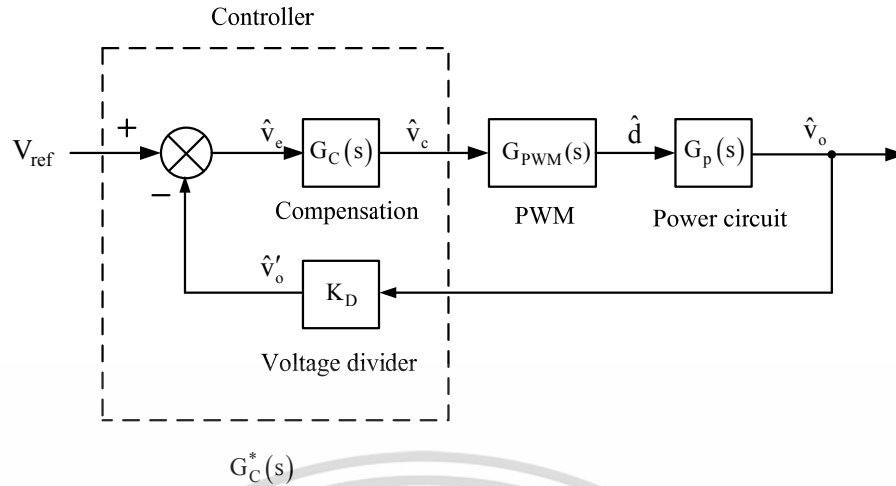 Controller
+
V_ref
v̂_e
G_C(s)
v̂_c
G_PWM(s)
d̂
G_p(s)
v̂_o
−
Compensation
PWM
Power circuit
v̂′_o
K_D
Voltage divider
G*_C(s)